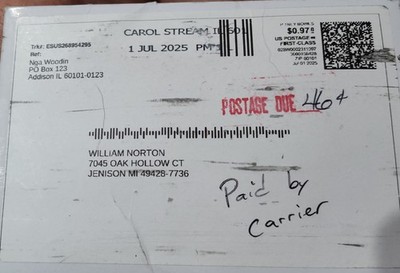 CAROL STREAM IL 601
1 JUL 2025 PM
Trk#: ESUS268954295
Ref:
Nga Woodin
PO Box 123
Addison IL 60101-0123
$0.97
US POSTAGE
FIRST-CLASS
ZIP 60101
POSTAGE DUE 46¢
WILLIAM NORTON
7045 OAK HOLLOW CT
JENISON MI 49428-7736
Paid by
Carrier